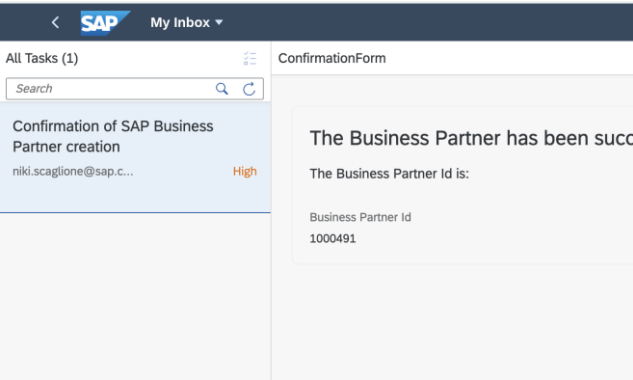 SAP My Inbox
All Tasks (1)
Search
Confirmation of SAP Business
Partner creation
niki.scaglione@sap.c...
High
ConfirmationForm
The Business Partner has been succ
The Business Partner Id is:
Business Partner Id
1000491